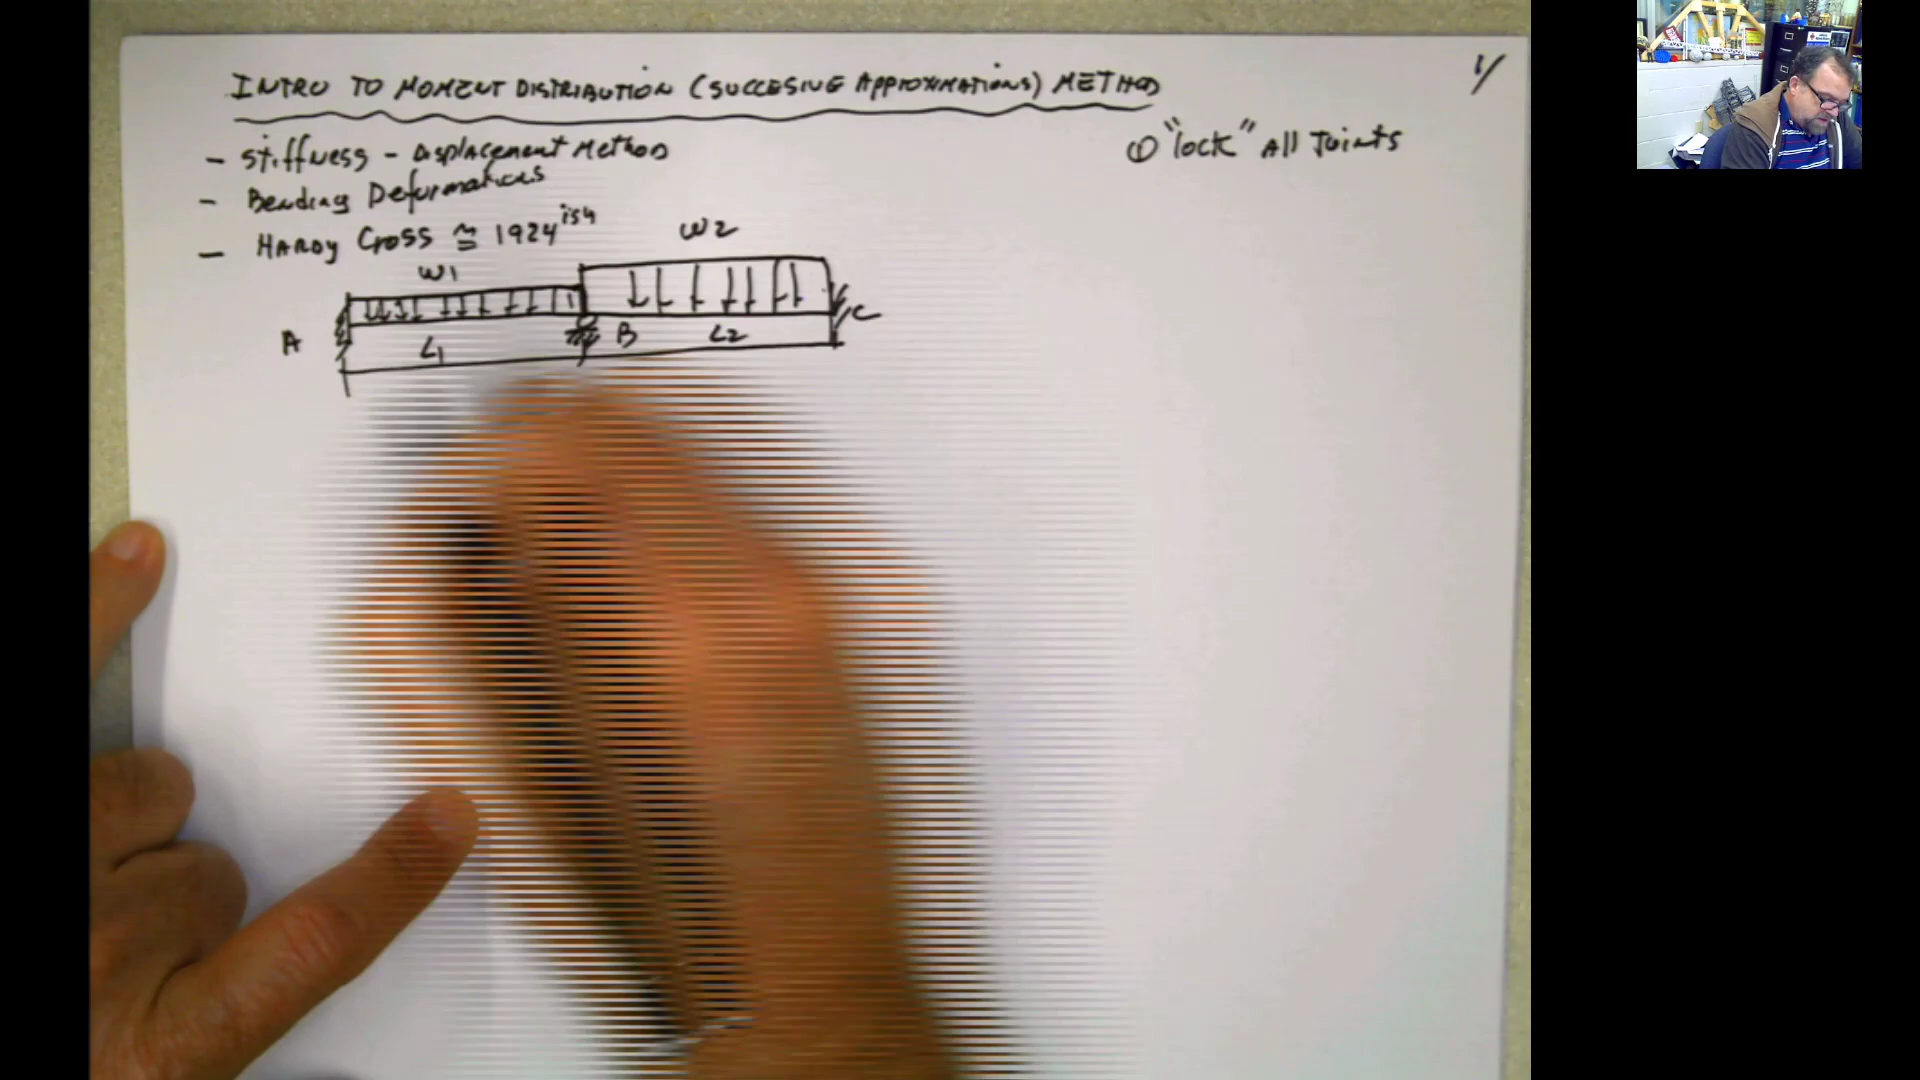 INTRO TO MOMENT DISTRIBUTION (SUCCESIVE APPROXIMATIONS) METHOD
1/
- Stiffness - Displacement Method
① "lock" All Joints
- Bending Deformations
- HARDY CROSS ≅ 1924ish
W1
W2
A
L1
B
L2
C